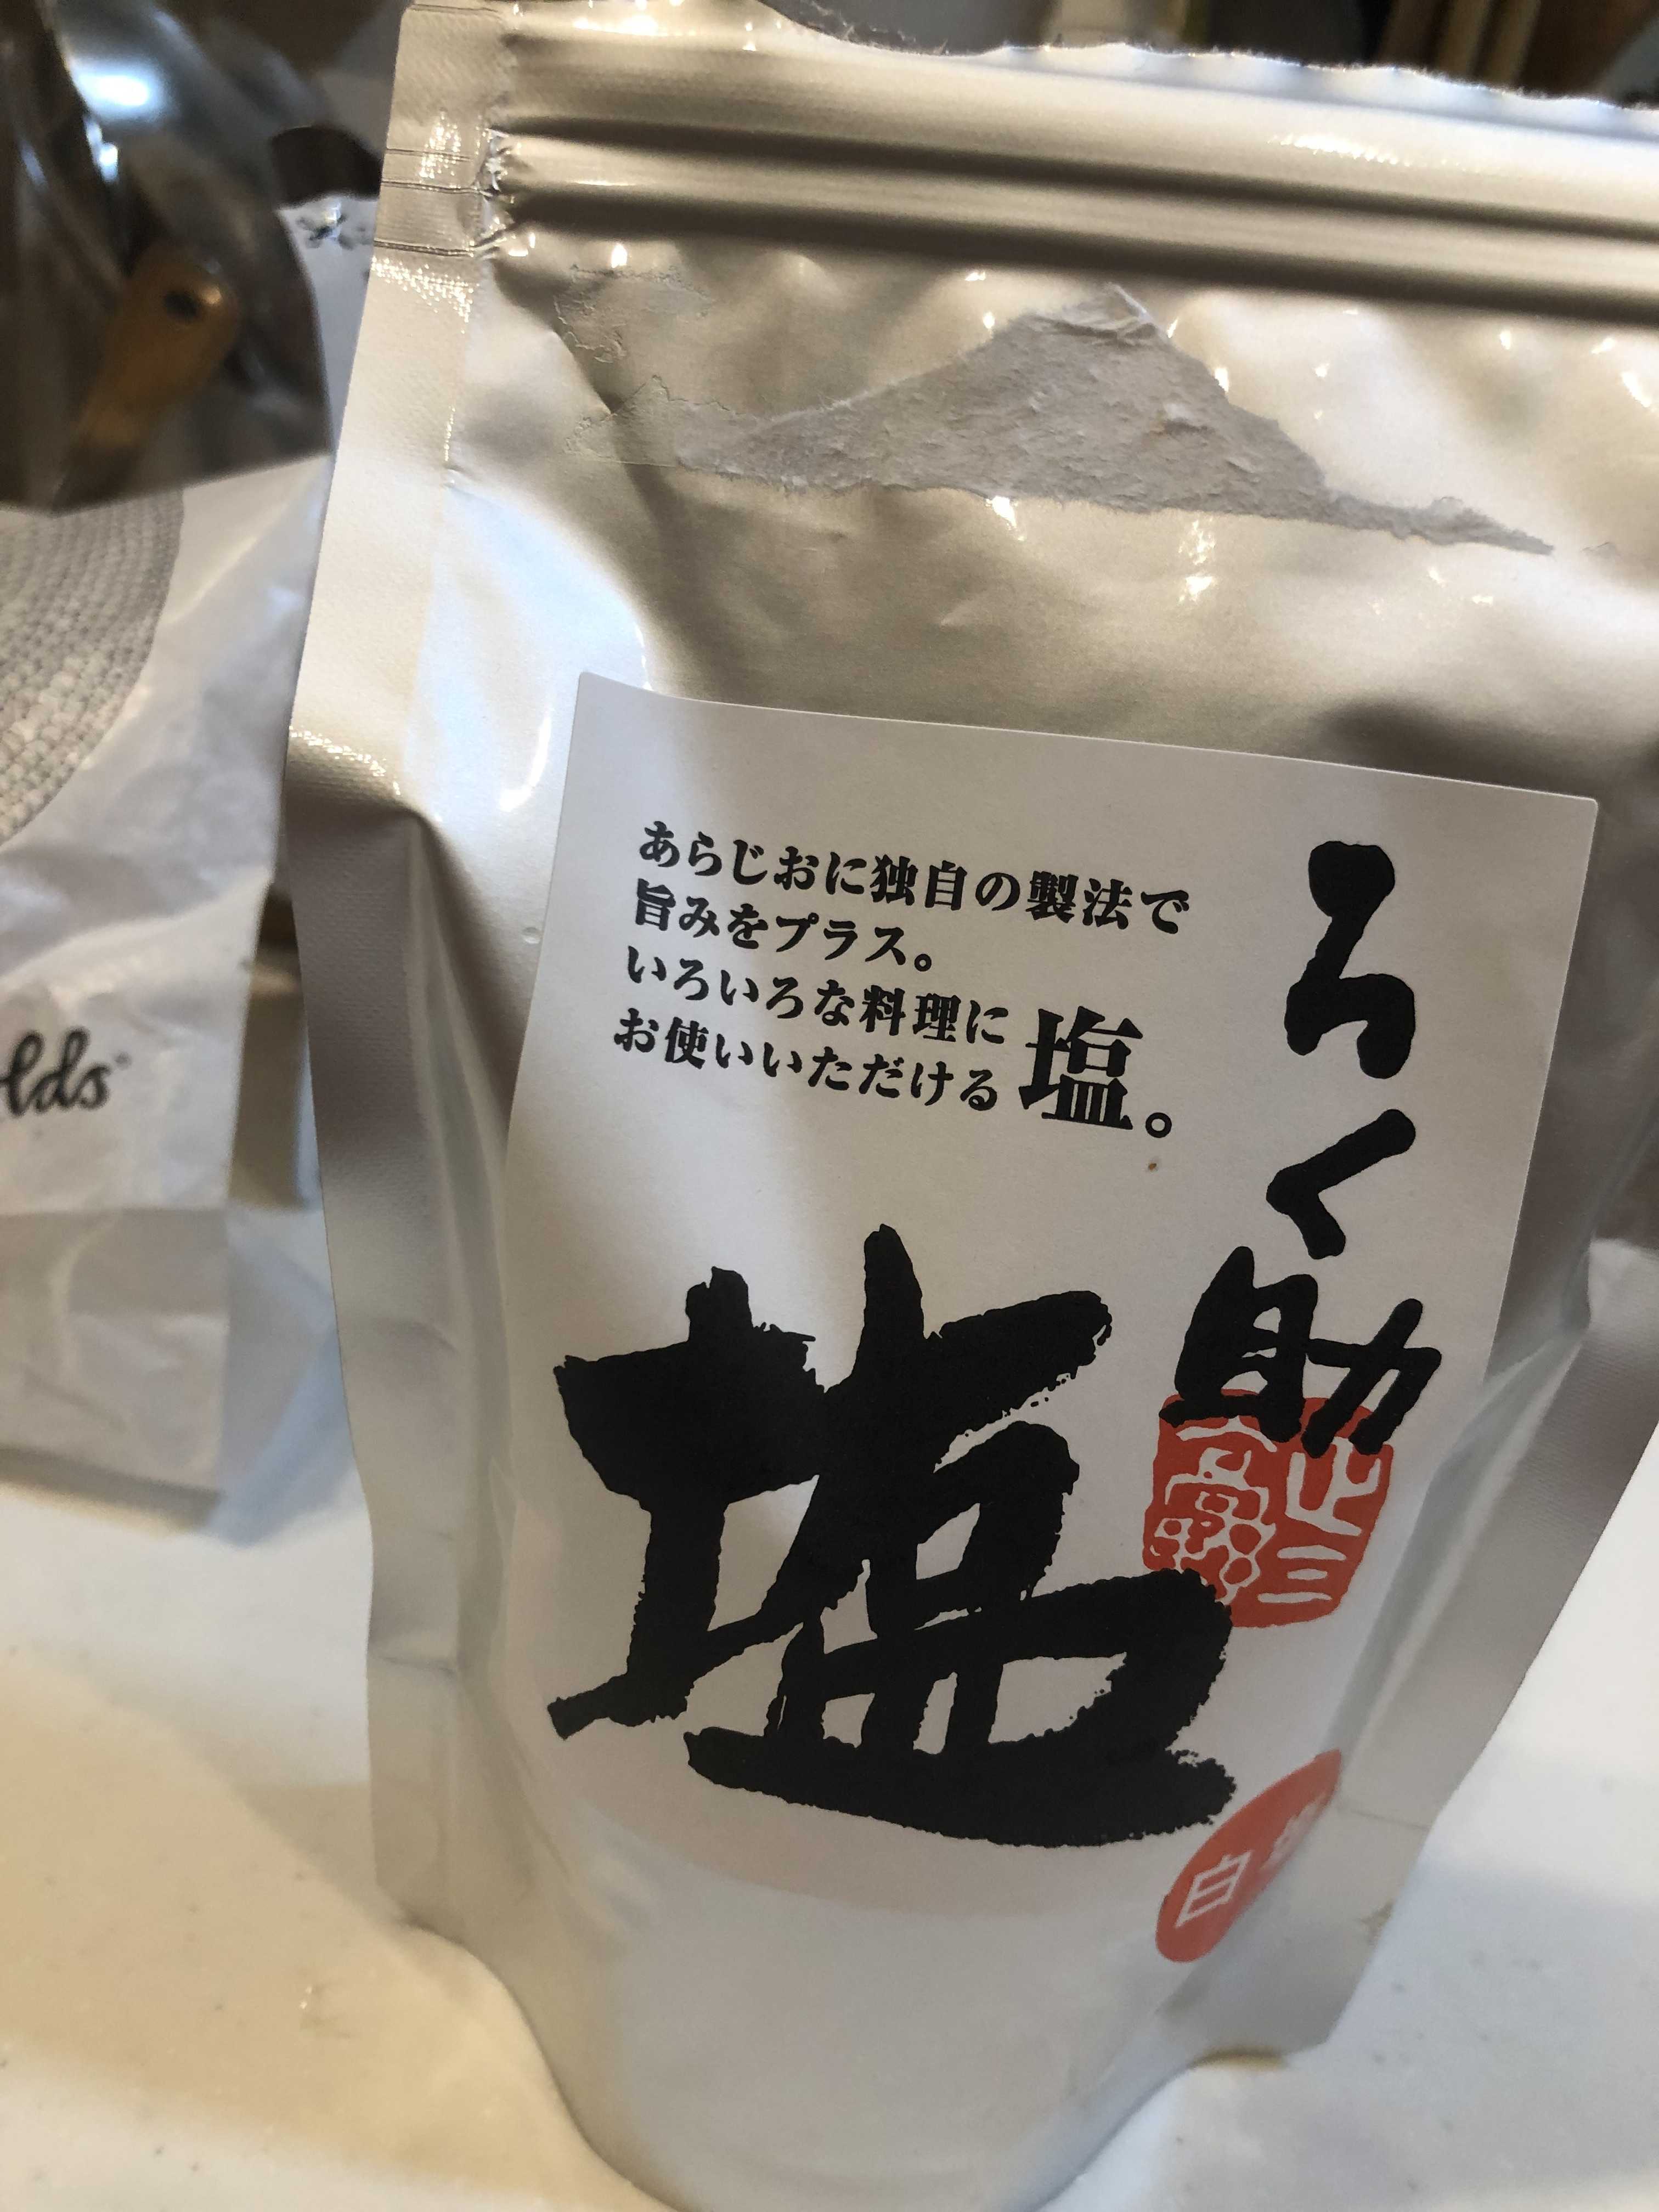 ろく助
あらじおに独自の製法で
旨みをプラス。
いろいろな料理に
お使いいただける塩。
塩
白
lds